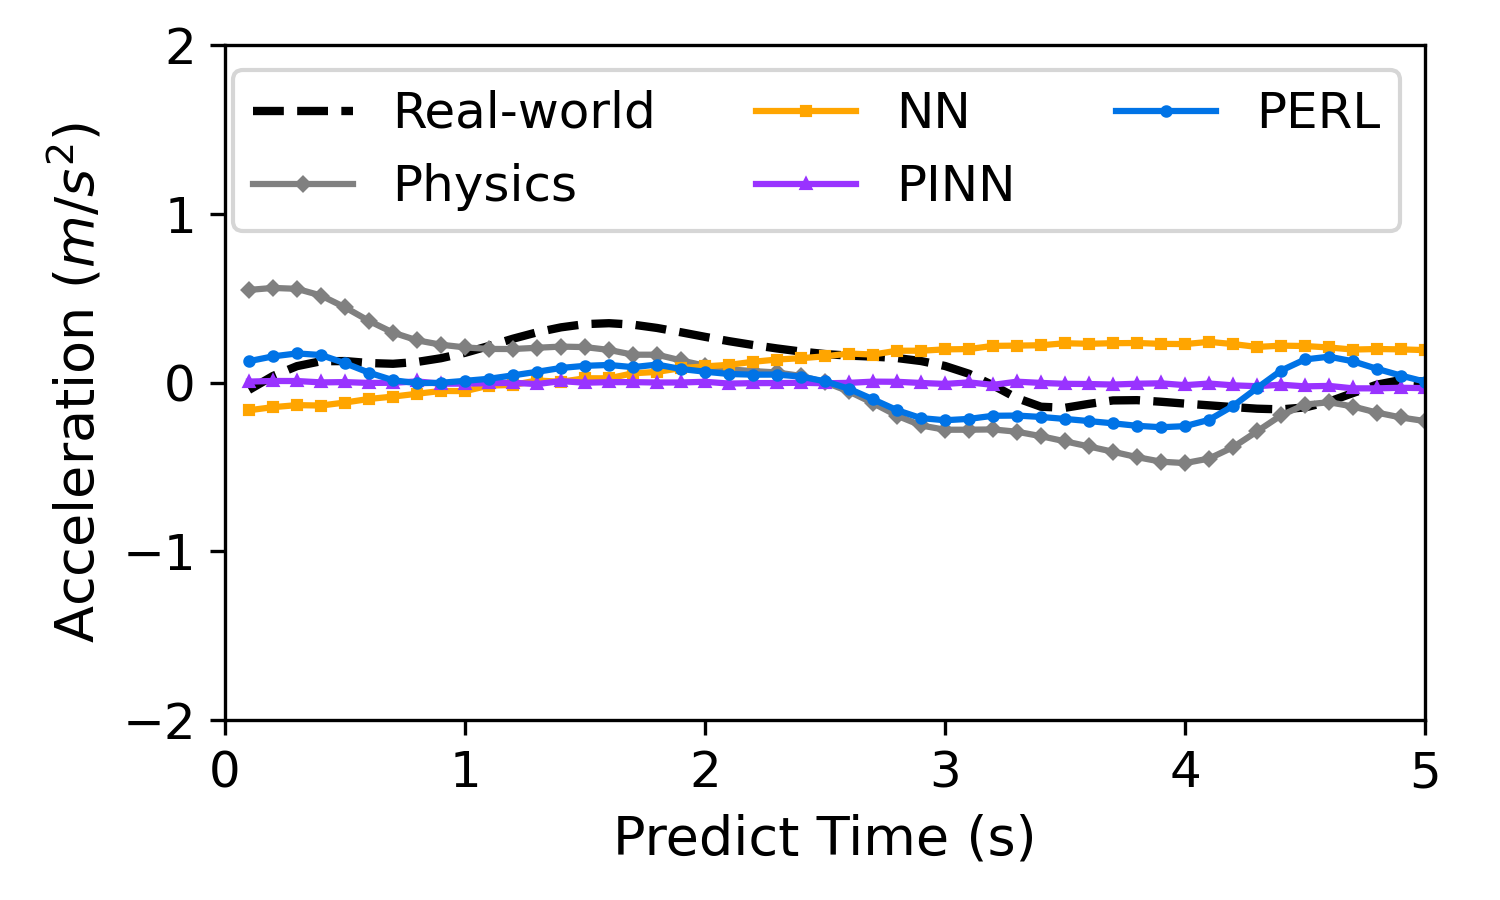 2
1
0
−1
−2
Acceleration (m/s²)
Real-world
Physics
NN
PINN
PERL
0 1 2 3 4 5
Predict Time (s)